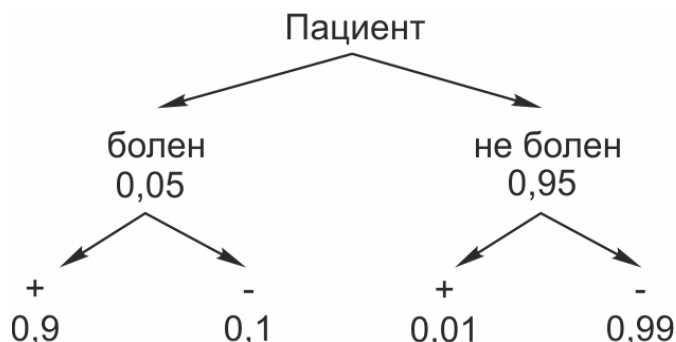 Пациент
болен не болен
0,05 0,95
+ - + -
0,9 0,1 0,01 0,99